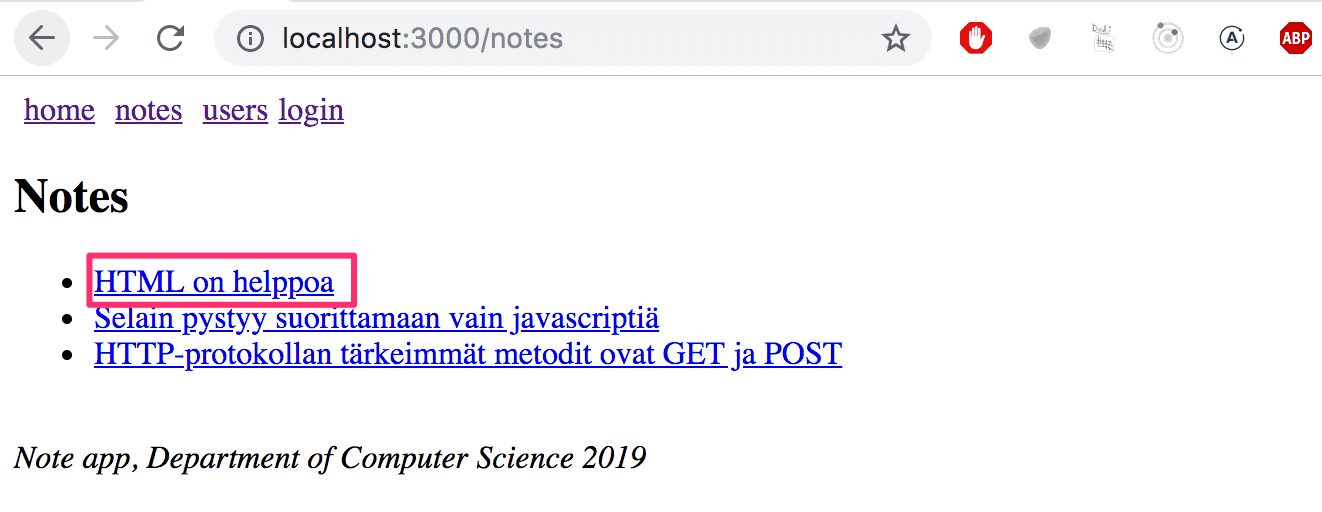 localhost:3000/notes
A
ABP
home notes users login
Notes
HTML on helppoa
Selain pystyy suorittamaan vain javascriptiä
HTTP-protokollan tärkeimmät metodit ovat GET ja POST
Note app, Department of Computer Science 2019